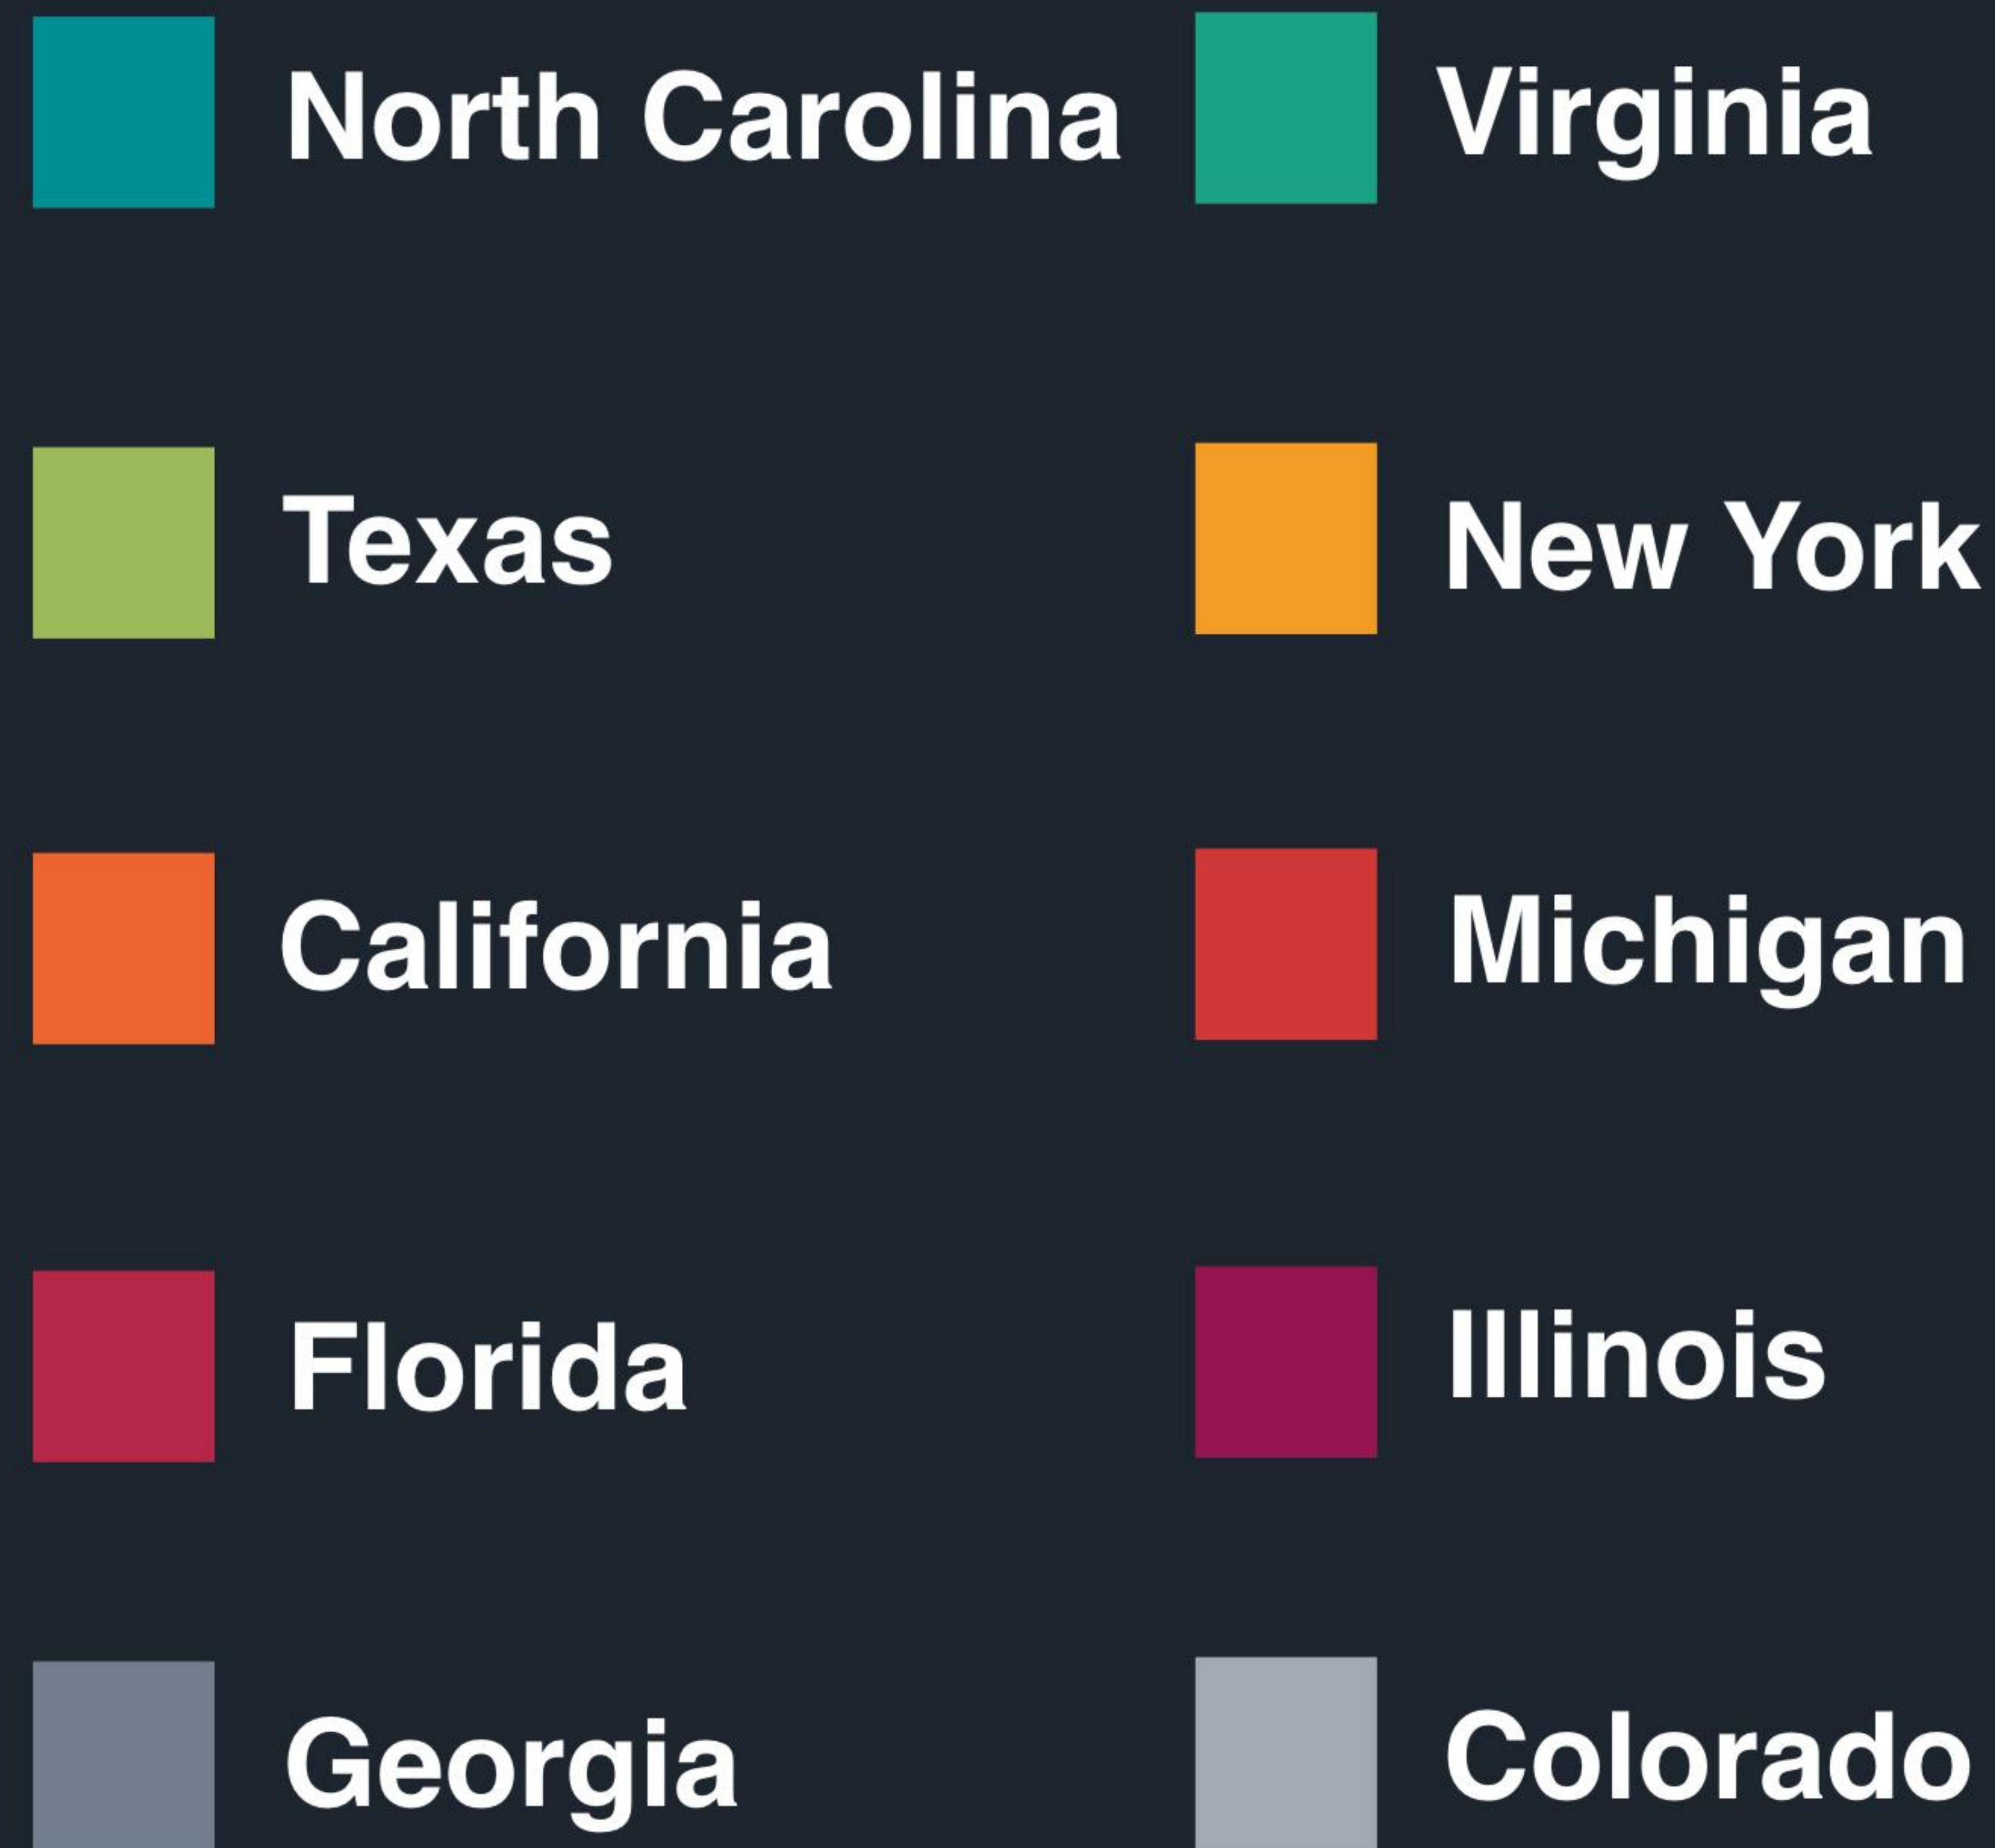 North Carolina
Virginia
Texas
New York
California
Michigan
Florida
Illinois
Georgia
Colorado